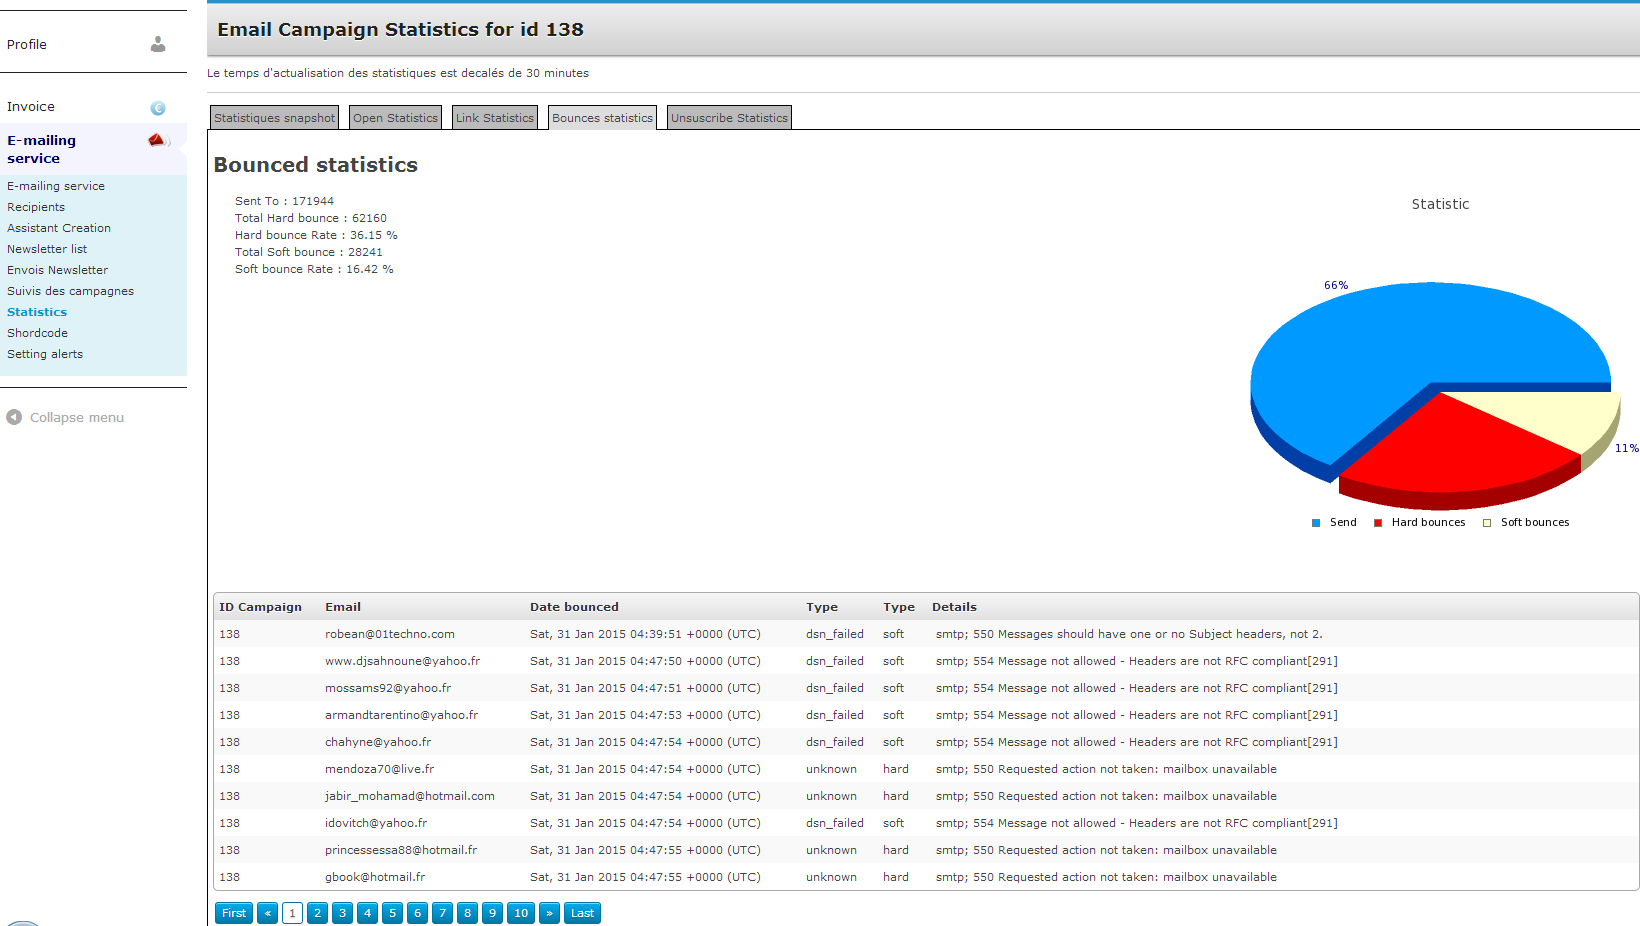 Profile
Invoice
E-mailing
service
E-mailing service
Recipients
Assistant Creation
Newsletter list
Envois Newsletter
Suivis des campagnes
Statistics
Shordcode
Setting alerts
Collapse menu
Email Campaign Statistics for id 138
Le temps d'actualisation des statistiques est decalés de 30 minutes
Statistiques snapshot Open Statistics Link Statistics Bounces statistics Unsuscribe Statistics
Bounced statistics
Sent To : 171944
Total Hard bounce : 62160
Hard bounce Rate : 36.15 %
Total Soft bounce : 28241
Soft bounce Rate : 16.42 %
Statistic
66%
11%
Send Hard bounces Soft bounces
ID Campaign Email Date bounced Type Type Details
138 robean@01techno.com Sat, 31 Jan 2015 04:39:51 +0000 (UTC) dsn_failed soft smtp; 550 Messages should have one or no Subject headers, not 2.
138 www.djsahnoune@yahoo.fr Sat, 31 Jan 2015 04:47:50 +0000 (UTC) dsn_failed soft smtp; 554 Message not allowed - Headers are not RFC compliant[291]
138 mossams92@yahoo.fr Sat, 31 Jan 2015 04:47:51 +0000 (UTC) dsn_failed soft smtp; 554 Message not allowed - Headers are not RFC compliant[291]
138 armandtarentino@yahoo.fr Sat, 31 Jan 2015 04:47:53 +0000 (UTC) dsn_failed soft smtp; 554 Message not allowed - Headers are not RFC compliant[291]
138 chahyne@yahoo.fr Sat, 31 Jan 2015 04:47:54 +0000 (UTC) dsn_failed soft smtp; 554 Message not allowed - Headers are not RFC compliant[291]
138 mendoza70@live.fr Sat, 31 Jan 2015 04:47:54 +0000 (UTC) unknown hard smtp; 550 Requested action not taken: mailbox unavailable
138 jabir_mohamad@hotmail.com Sat, 31 Jan 2015 04:47:54 +0000 (UTC) unknown hard smtp; 550 Requested action not taken: mailbox unavailable
138 idovitch@yahoo.fr Sat, 31 Jan 2015 04:47:54 +0000 (UTC) dsn_failed soft smtp; 554 Message not allowed - Headers are not RFC compliant[291]
138 princessessa88@hotmail.fr Sat, 31 Jan 2015 04:47:55 +0000 (UTC) unknown hard smtp; 550 Requested action not taken: mailbox unavailable
138 gbook@hotmail.fr Sat, 31 Jan 2015 04:47:55 +0000 (UTC) unknown hard smtp; 550 Requested action not taken: mailbox unavailable
First « 1 2 3 4 5 6 7 8 9 10 » Last